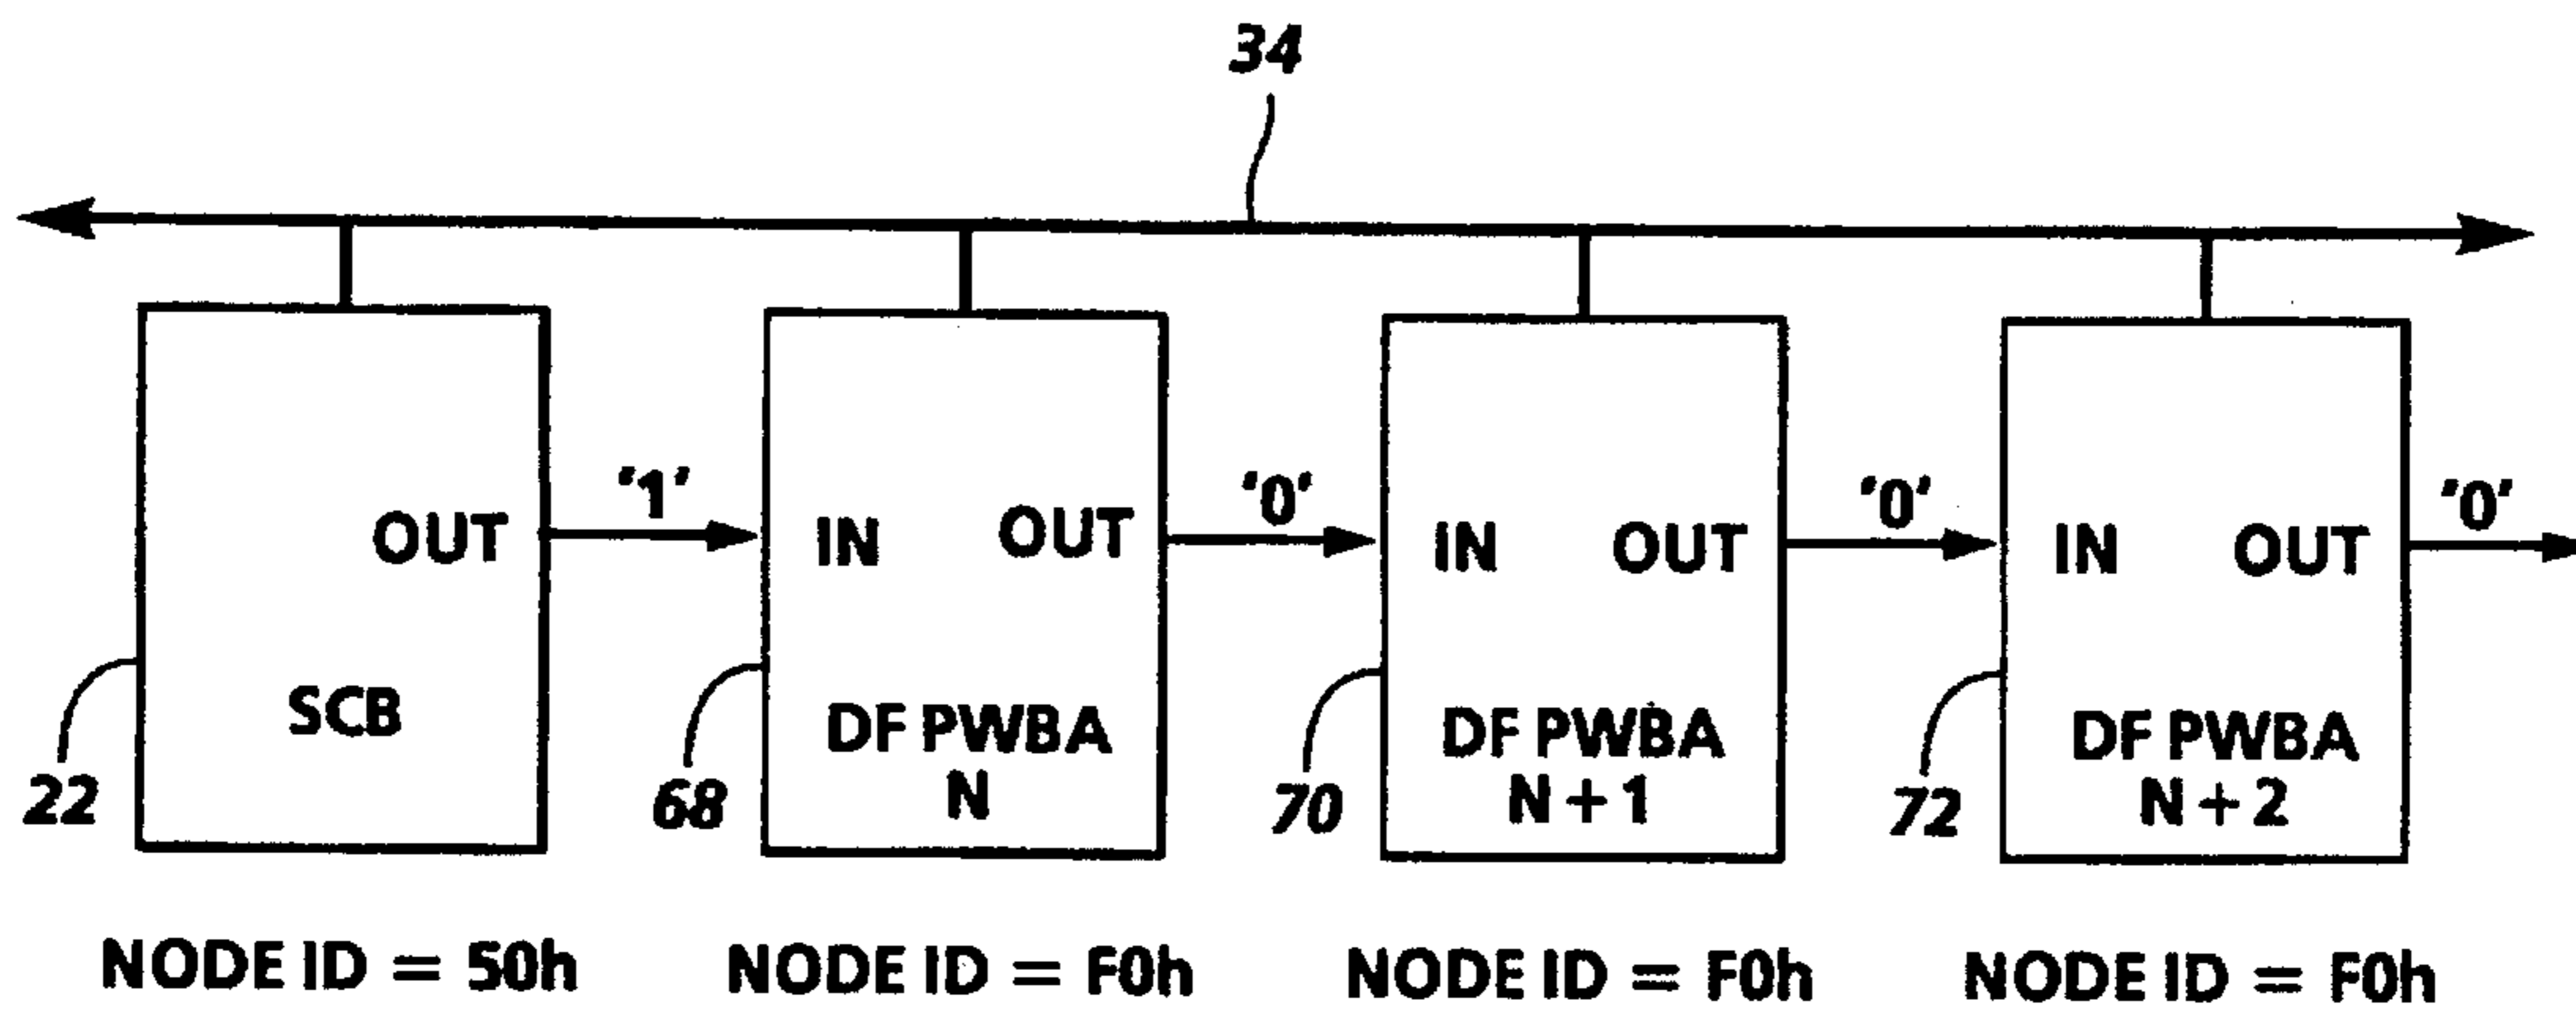 34
'1'
'0'
'0'
'0'
OUT
IN OUT
IN OUT
IN OUT
SCB
DF PWBA
N
DF PWBA
N + 1
DF PWBA
N + 2
22
68
70
72
NODE ID = 50h
NODE ID = F0h
NODE ID = F0h
NODE ID = F0h